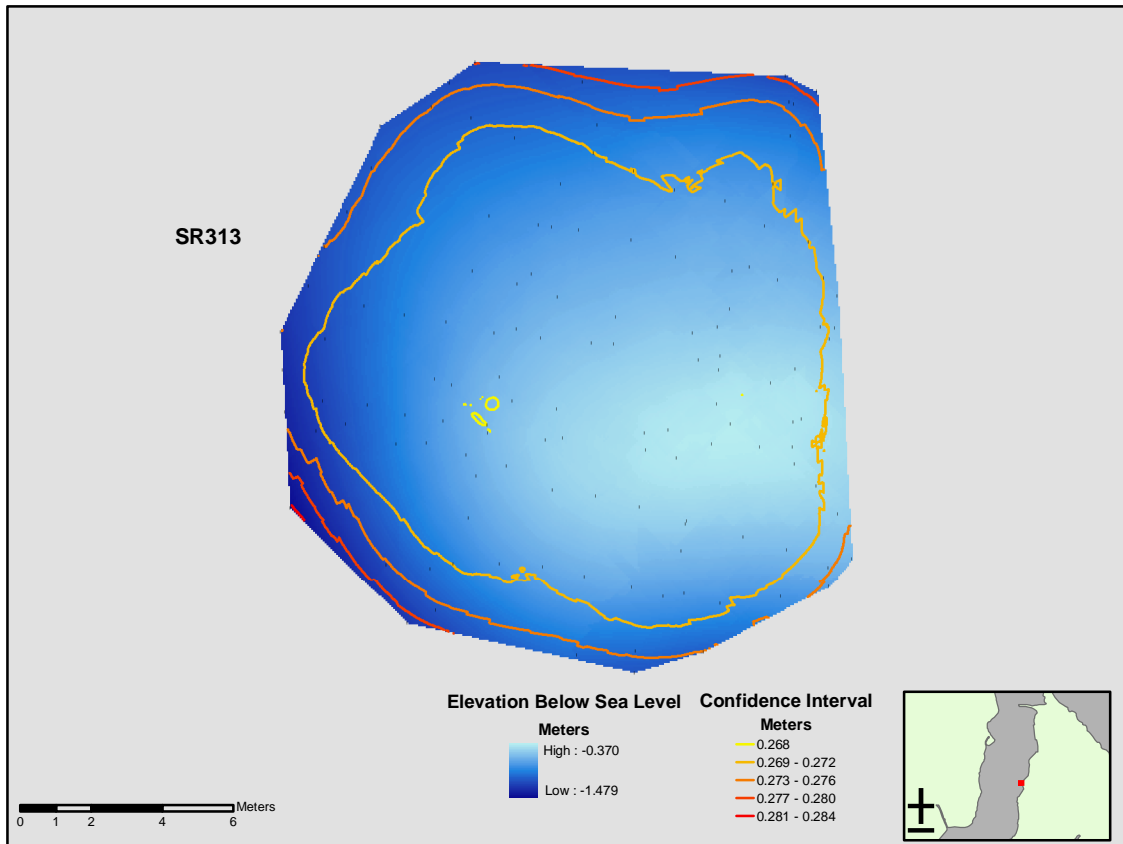 SR313
Elevation Below Sea Level
Meters
High : -0.370
Low : -1.479
Confidence Interval
Meters
0.268
0.269 - 0.272
0.273 - 0.276
0.277 - 0.280
0.281 - 0.284
Meters
0 1 2 4 6